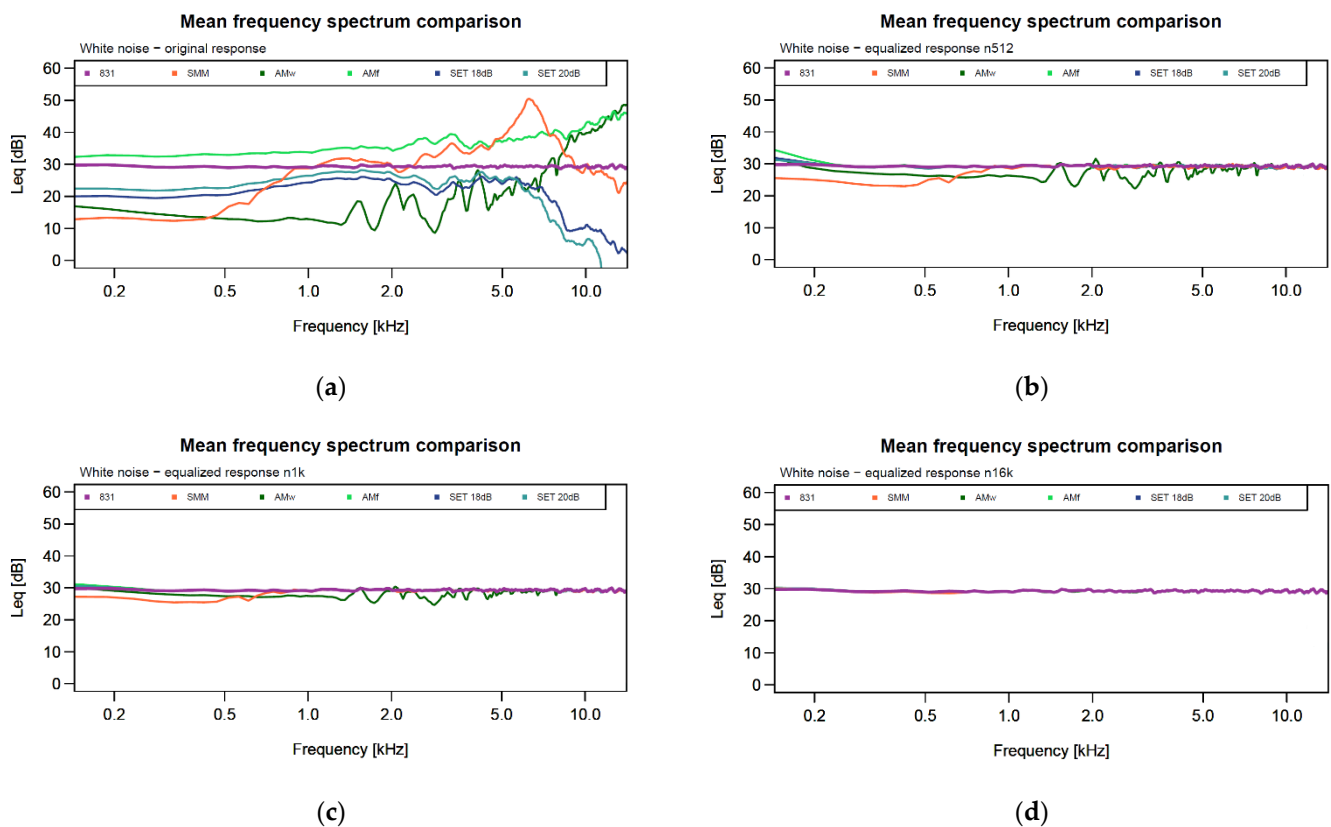 Mean frequency spectrum comparison
White noise − original response
831 SMM AMw AMf SET 18dB SET 20dB
60
50
40
30
20
10
0
Leq [dB]
0.2 0.5 1.0 2.0 5.0 10.0
Frequency [kHz]
(a)
Mean frequency spectrum comparison
White noise − equalized response n512
831 SMM AMw AMf SET 18dB SET 20dB
60
50
40
30
20
10
0
Leq [dB]
0.2 0.5 1.0 2.0 5.0 10.0
Frequency [kHz]
(b)
Mean frequency spectrum comparison
White noise − equalized response n1k
831 SMM AMw AMf SET 18dB SET 20dB
60
50
40
30
20
10
0
Leq [dB]
0.2 0.5 1.0 2.0 5.0 10.0
Frequency [kHz]
(c)
Mean frequency spectrum comparison
White noise − equalized response n16k
831 SMM AMw AMf SET 18dB SET 20dB
60
50
40
30
20
10
0
Leq [dB]
0.2 0.5 1.0 2.0 5.0 10.0
Frequency [kHz]
(d)